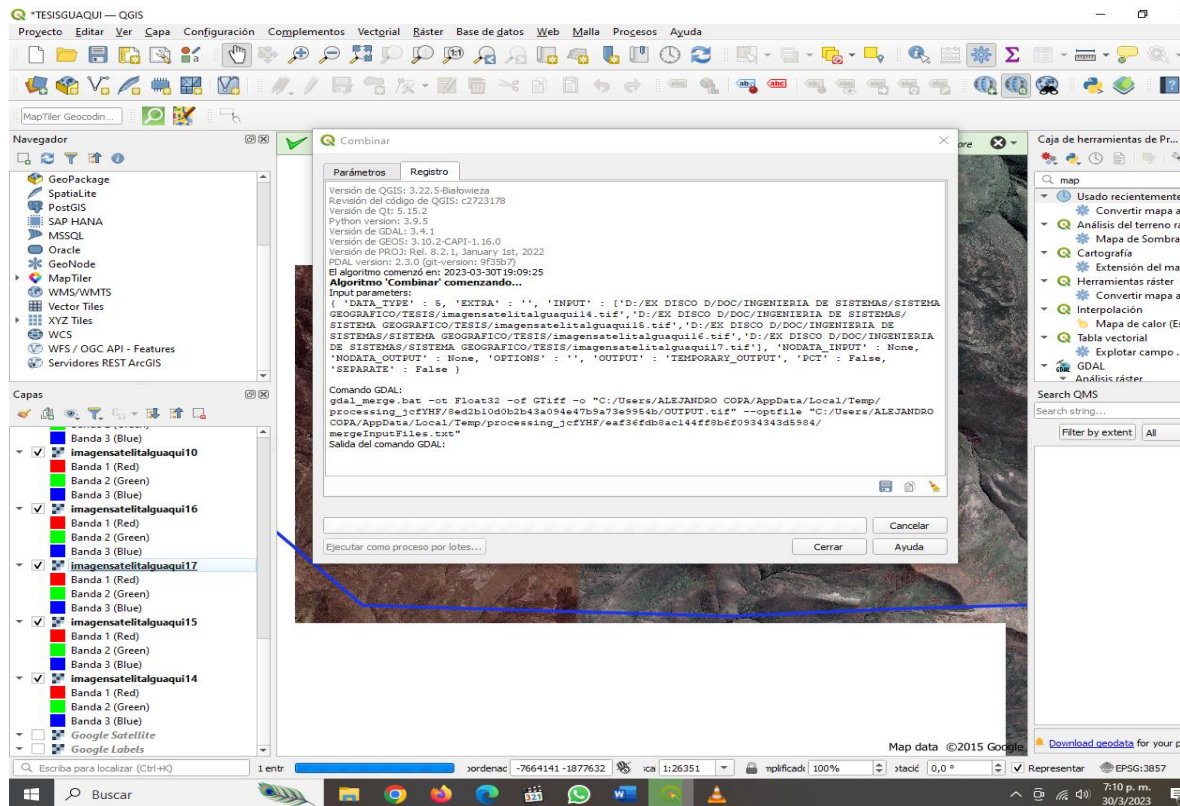 *TESISGUAQUI — QGIS
Proyecto Editar Ver Capa Configuración Complementos Vectorial Ráster Base de datos Web Malla Procesos Ayuda
MapTiler Geocodin...
Navegador
GeoPackage
SpatiaLite
PostGIS
SAP HANA
MSSQL
Oracle
GeoNode
MapTiler
WMS/WMTS
Vector Tiles
XYZ Tiles
WCS
WFS / OGC API - Features
Servidores REST ArcGIS
Capas
Banda 3 (Blue)
imagensatelitalguaqui10
Banda 1 (Red)
Banda 2 (Green)
Banda 3 (Blue)
imagensatelitalguaqui16
Banda 1 (Red)
Banda 2 (Green)
Banda 3 (Blue)
imagensatelitalguaqui17
Banda 1 (Red)
Banda 2 (Green)
Banda 3 (Blue)
imagensatelitalguaqui15
Banda 1 (Red)
Banda 2 (Green)
Banda 3 (Blue)
imagensatelitalguaqui14
Banda 1 (Red)
Banda 2 (Green)
Banda 3 (Blue)
Google Satellite
Google Labels
Combinar
Parámetros Registro
Versión de QGIS: 3.22.5-Białowieża
Revisión del código de QGIS: c2723178
Versión de Qt: 5.15.2
Python version: 3.9.5
Versión de GDAL: 3.4.1
Versión de GEOS: 3.10.2-CAPI-1.16.0
Versión de PROJ: Rel. 8.2.1, January 1st, 2022
PDAL version: 2.3.0 (git-version: 9f35b7)
El algoritmo comenzó en: 2023-03-30T19:09:25
Algoritmo 'Combinar' comenzando...
Input parameters:
{ 'DATA_TYPE' : 5, 'EXTRA' : '', 'INPUT' : ['D:/EX DISCO D/DOC/INGENIERIA DE SISTEMAS/SISTEMA
GEOGRAFICO/TESIS/imagensatelitalguaqui14.tif','D:/EX DISCO D/DOC/INGENIERIA DE SISTEMAS/
SISTEMA GEOGRAFICO/TESIS/imagensatelitalguaqui15.tif','D:/EX DISCO D/DOC/INGENIERIA DE
SISTEMAS/SISTEMA GEOGRAFICO/TESIS/imagensatelitalguaqui16.tif','D:/EX DISCO D/DOC/INGENIERIA
DE SISTEMAS/SISTEMA GEOGRAFICO/TESIS/imagensatelitalguaqui17.tif'], 'NODATA_INPUT' : None,
'NODATA_OUTPUT' : None, 'OPTIONS' : '', 'OUTPUT' : 'TEMPORARY_OUTPUT', 'PCT' : False,
'SEPARATE' : False }
Comando GDAL:
gdal_merge.bat -ot Float32 -of GTiff -o "C:/Users/ALEJANDRO COPA/AppData/Local/Temp/
processing_jcfYHF/8ed2b10d0b2b43a094e47b9a73e9954b/OUTPUT.tif" --optfile "C:/Users/ALEJANDRO
COPA/AppData/Local/Temp/processing_jcfYHF/eaf36fdb8ac144ff8b6f0934343d5984/
mergeInputFiles.txt"
Salida del comando GDAL:
Cancelar
Ejecutar como proceso por lotes...
Cerrar Ayuda
Map data ©2015 Google
Caja de herramientas de Pr...
map
Usado recientemente
Convertir mapa a
Análisis del terreno rá
Mapa de Sombra
Cartografía
Extensión del ma
Herramientas ráster
Convertir mapa a
Interpolación
Mapa de calor (Es
Tabla vectorial
Explotar campo .
GDAL
Análisis ráster
Search QMS
Search string...
Filter by extent All
Download geodata for your p
Escriba para localizar (Ctrl+K) 1 entr ordenac -7664141 -1877632 ica 1:26351 mplificadc 100% otació 0,0 ° Representar EPSG:3857
Buscar
7:10 p. m.
30/3/2023